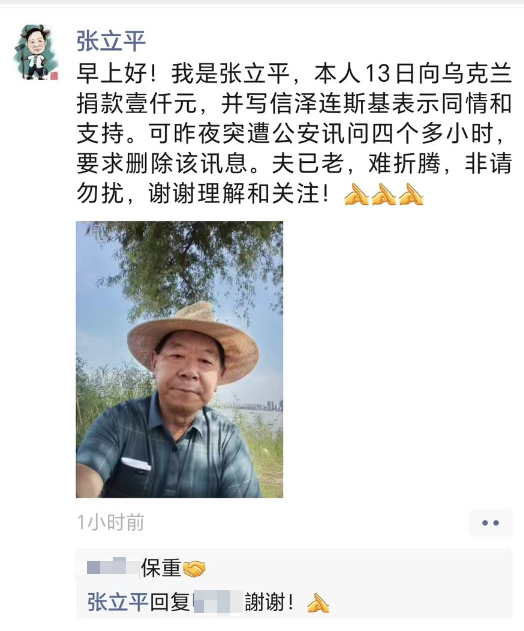 张立平
早上好！我是张立平，本人13日向乌克兰
捐款壹仟元，并写信泽连斯基表示同情和
支持。可昨夜突遭公安讯问四个多小时，
要求删除该讯息。夫已老，难折腾，非请
勿扰，谢谢理解和关注！
1小时前
保重
张立平回复 謝谢！